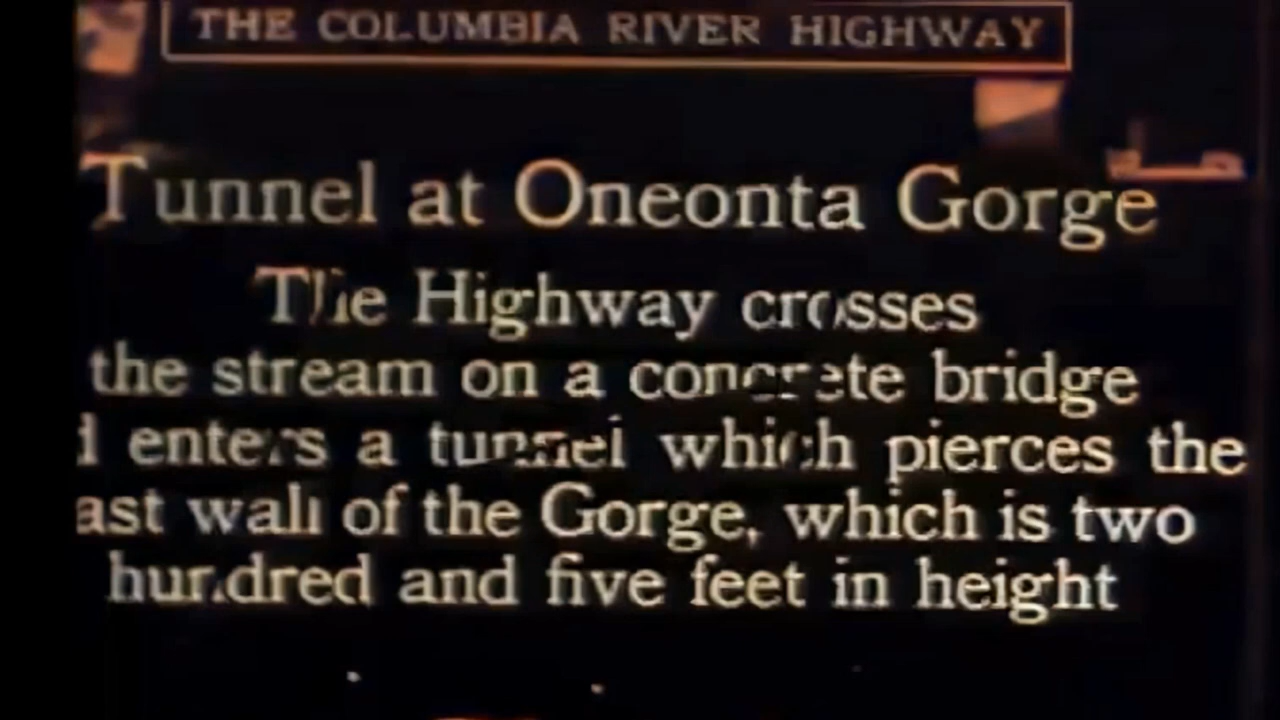 THE COLUMBIA RIVER HIGHWAY
Tunnel at Oneonta Gorge
The Highway crosses
the stream on a concrete bridge
enters a tunnel which pierces the
wall of the Gorge, which is two
hundred and five feet in height